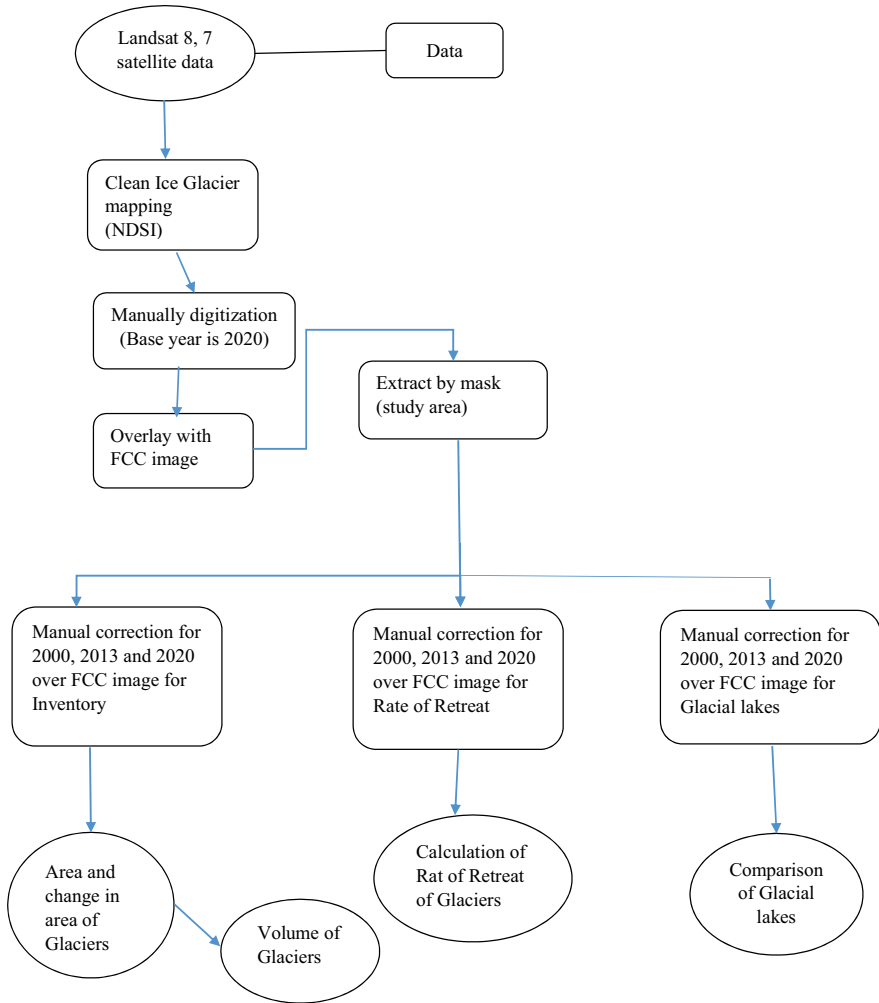 Landsat 8, 7
satellite data
Data
Clean Ice Glacier
mapping
(NDSI)
Manually digitization
(Base year is 2020)
Extract by mask
(study area)
Overlay with
FCC image
Manual correction for
2000, 2013 and 2020
over FCC image for
Inventory
Manual correction for
2000, 2013 and 2020
over FCC image for
Rate of Retreat
Manual correction for
2000, 2013 and 2020
over FCC image for
Glacial lakes
Area and
change in
area of
Glaciers
Volume of
Glaciers
Calculation of
Rat of Retreat
of Glaciers
Comparison
of Glacial
lakes